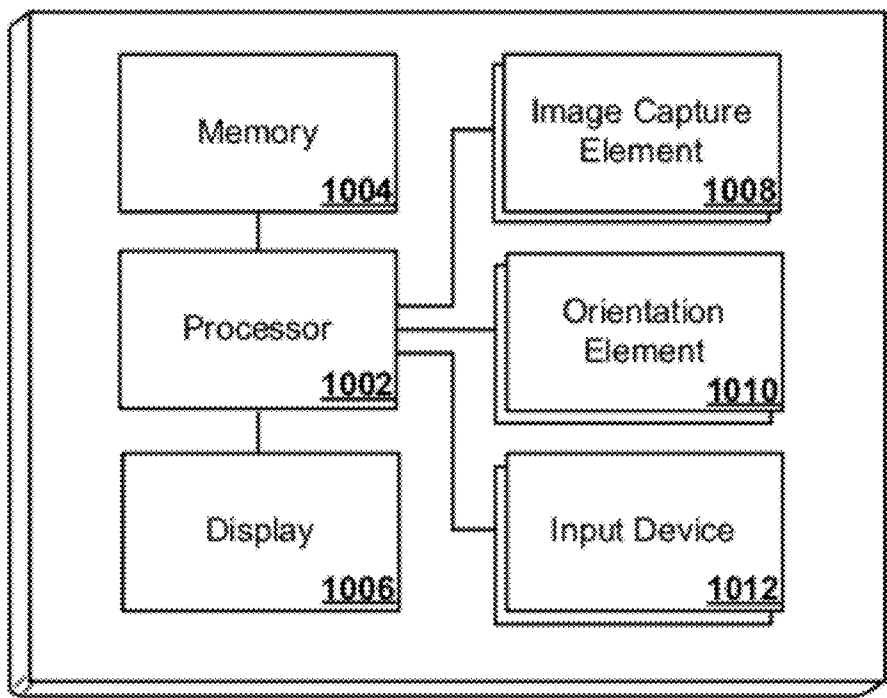 Memory
1004
Processor
1002
Display
1006
Image Capture
Element
1008
Orientation
Element
1010
Input Device
1012